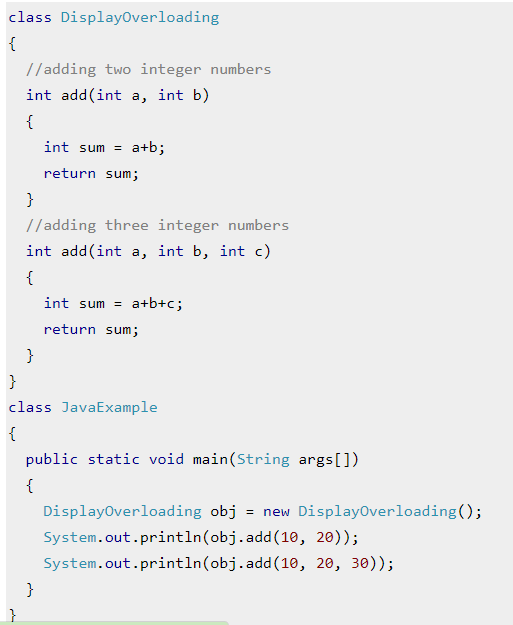 class DisplayOverloading
{
  //adding two integer numbers
  int add(int a, int b)
  {
    int sum = a+b;
    return sum;
  }
  //adding three integer numbers
  int add(int a, int b, int c)
  {
    int sum = a+b+c;
    return sum;
  }
}
class JavaExample
{
  public static void main(String args[])
  {
    DisplayOverloading obj = new DisplayOverloading();
    System.out.println(obj.add(10, 20));
    System.out.println(obj.add(10, 20, 30));
  }
}